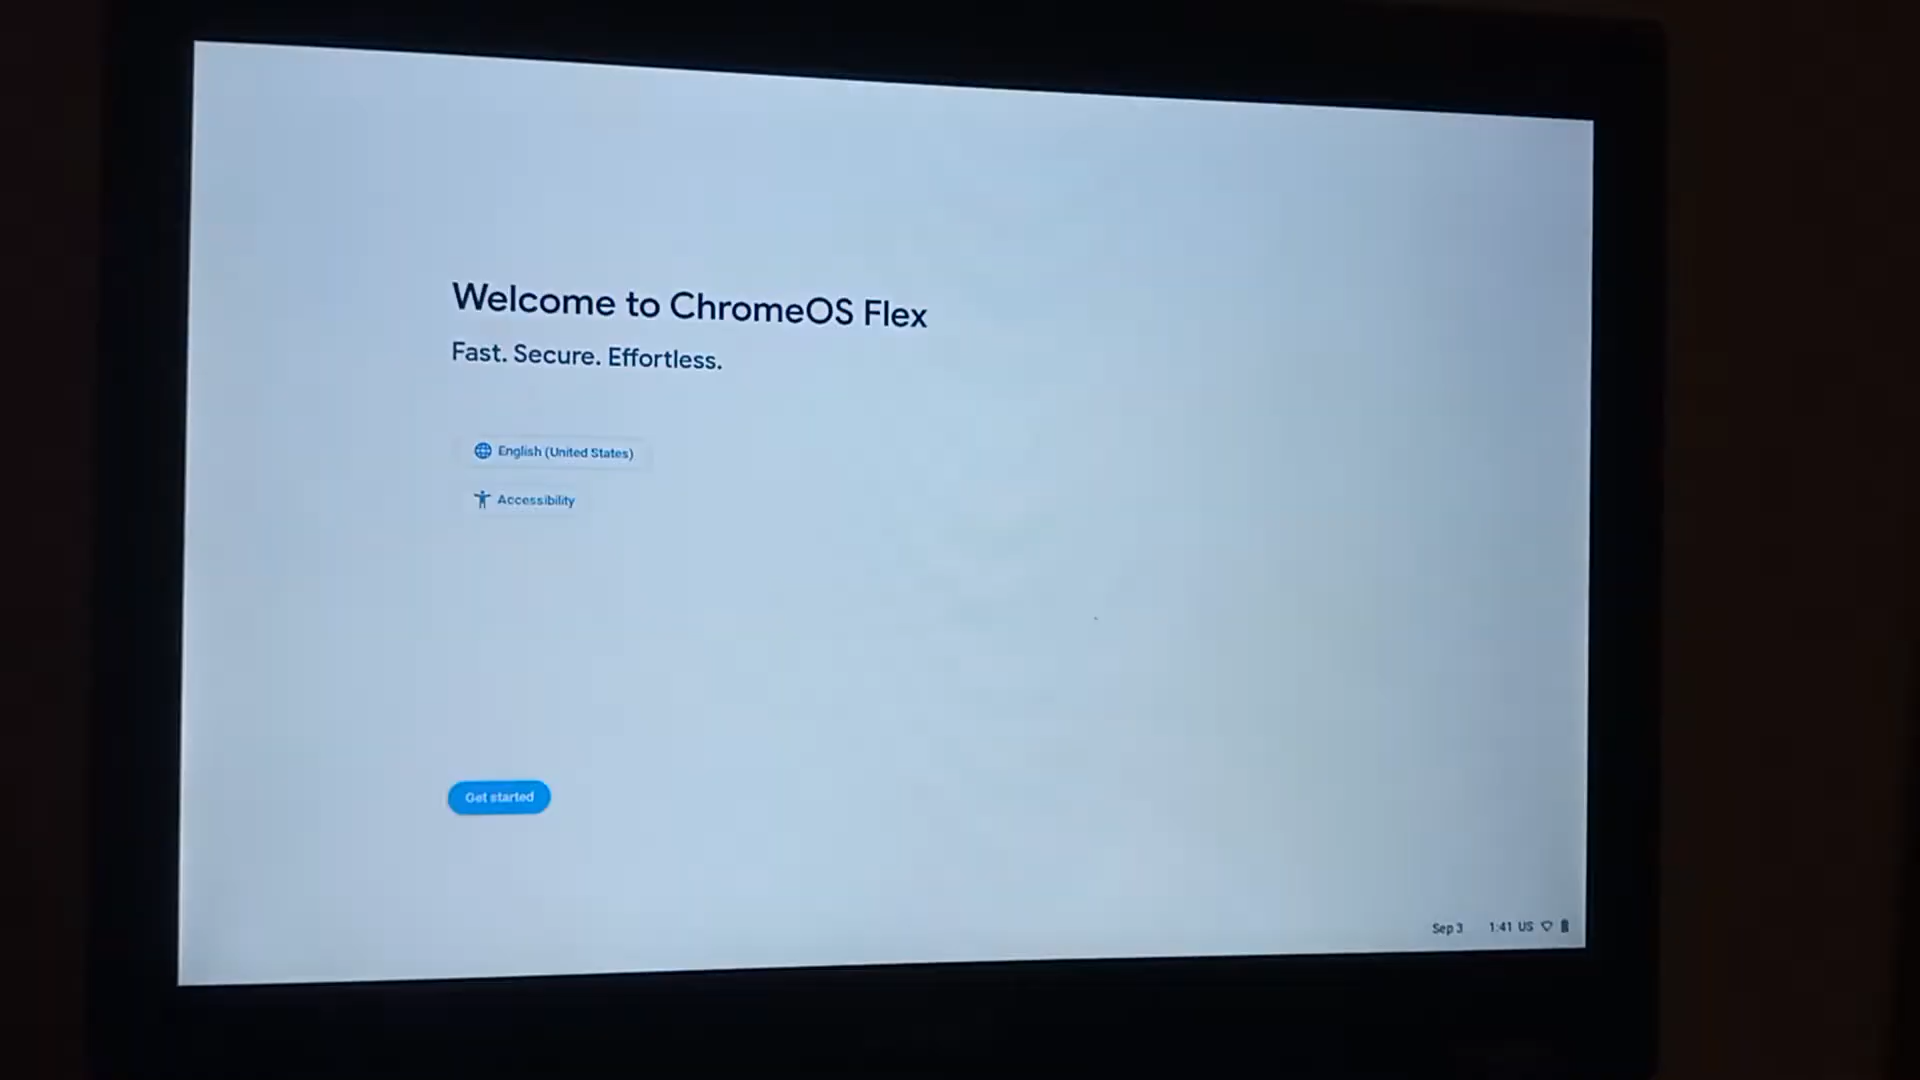 Welcome to ChromeOS Flex
Fast. Secure. Effortless.
English (United States)
Accessibility
Get started
Sep 3 1:41 US